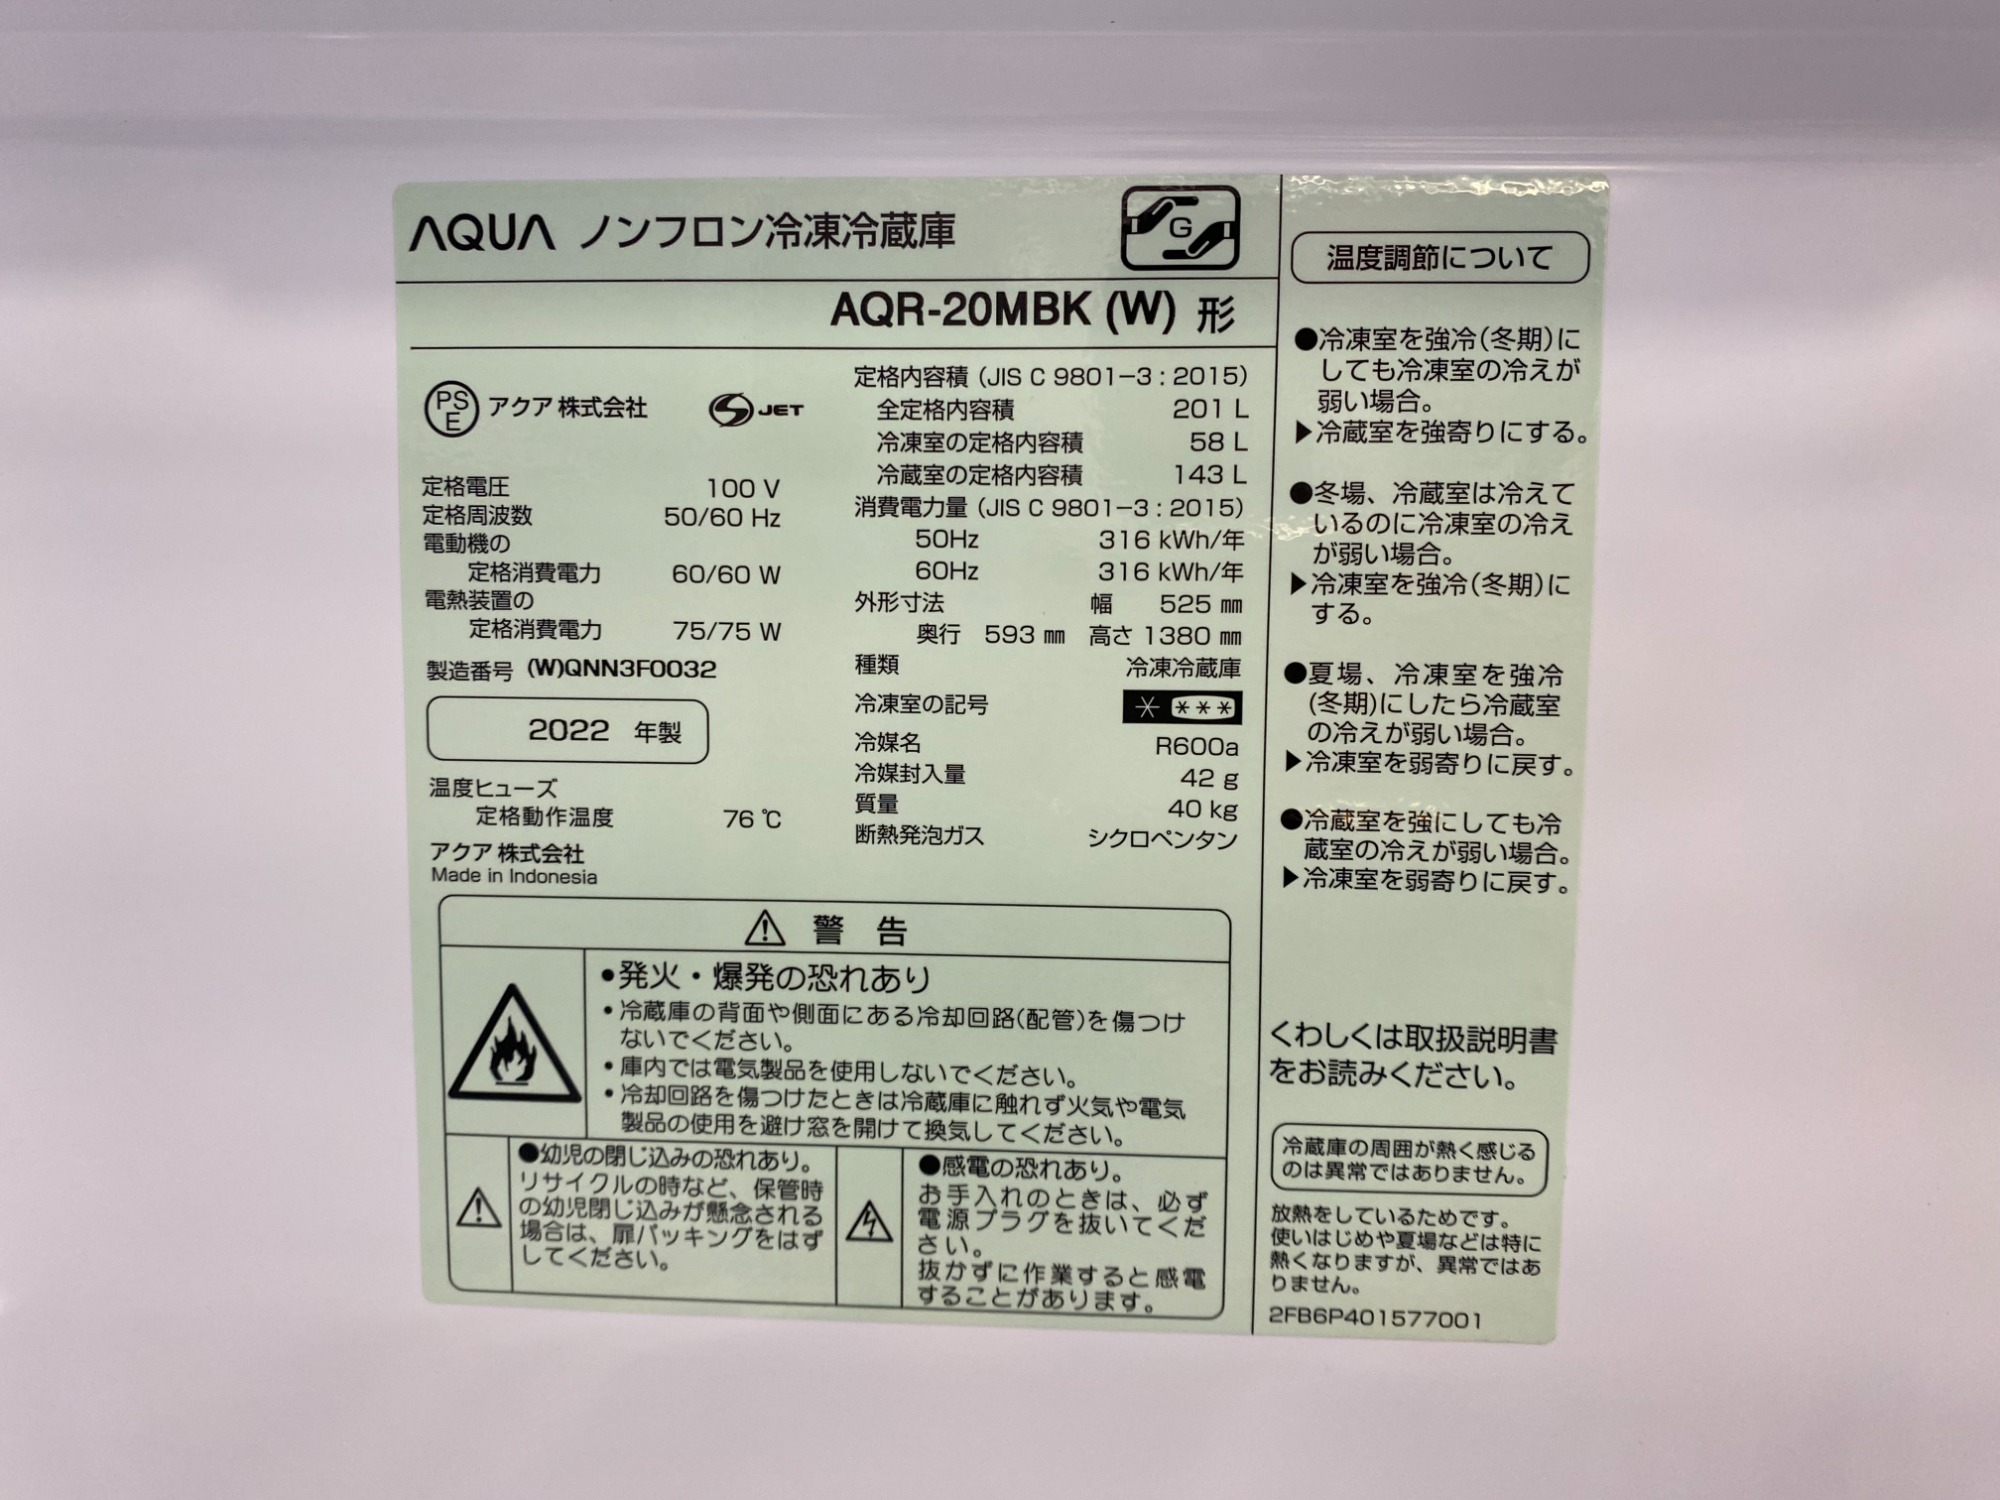 AQUA ノンフロン冷凍冷蔵庫
G
AQR-20MBK (W) 形
PS E アクア 株式会社 S JET
定格電圧 100 V
定格周波数 50/60 Hz
電動機の
定格消費電力 60/60 W
電熱装置の
定格消費電力 75/75 W
製造番号 (W)QNN3F0032
2022 年製
温度ヒューズ
定格動作温度 76 ℃
アクア 株式会社
Made in Indonesia
定格内容積 (JIS C 9801-3 : 2015)
全定格内容積 201 L
冷凍室の定格内容積 58 L
冷蔵室の定格内容積 143 L
消費電力量 (JIS C 9801-3 : 2015)
50Hz 316 kWh/年
60Hz 316 kWh/年
外形寸法 幅 525 ㎜
奥行 593 ㎜ 高さ 1380 ㎜
種類 冷凍冷蔵庫
冷凍室の記号 * ***
冷媒名 R600a
冷媒封入量 42 g
質量 40 kg
断熱発泡ガス シクロペンタン
⚠ 警 告
•発火・爆発の恐れあり
•冷蔵庫の背面や側面にある冷却回路(配管)を傷つけ
ないでください。
•庫内では電気製品を使用しないでください。
•冷却回路を傷つけたときは冷蔵庫に触れず火気や電気
製品の使用を避け窓を開けて換気してください。
●幼児の閉じ込みの恐れあり。
リサイクルの時など、保管時
の幼児閉じ込みが懸念される
場合は、扉パッキングをはず
してください。
●感電の恐れあり。
お手入れのときは、必ず
電源プラグを抜いてくだ
さい。
抜かずに作業すると感電
することがあります。
温度調節について
●冷凍室を強冷(冬期)に
しても冷凍室の冷えが
弱い場合。
▶冷蔵室を強寄りにする。
●冬場、冷蔵室は冷えて
いるのに冷凍室の冷え
が弱い場合。
▶冷凍室を強冷(冬期)に
する。
●夏場、冷凍室を強冷
(冬期)にしたら冷蔵室
の冷えが弱い場合。
▶冷凍室を弱寄りに戻す。
●冷蔵室を強にしても冷
蔵室の冷えが弱い場合。
▶冷凍室を弱寄りに戻す。
くわしくは取扱説明書
をお読みください。
冷蔵庫の周囲が熱く感じる
のは異常ではありません。
放熱をしているためです。
使いはじめや夏場などは特に
熱くなりますが、異常ではあ
りません。
2FB6P401577001